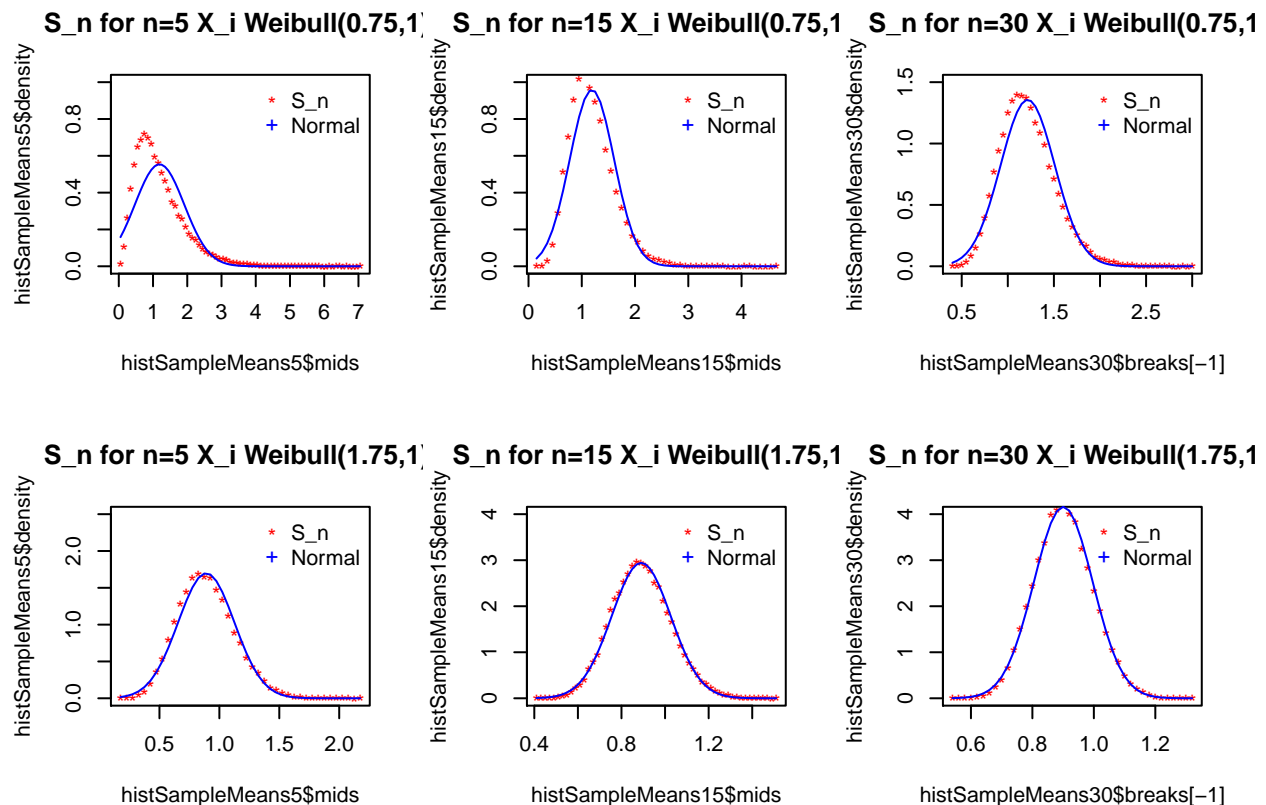 S_n for n=5 X_i Weibull(0.75,1)
histSampleMeans5$density
0.0 0.4 0.8
* S_n
+ Normal
0 1 2 3 4 5 6 7
histSampleMeans5$mids
S_n for n=15 X_i Weibull(0.75,1
histSampleMeans15$density
0.0 0.4 0.8
* S_n
+ Normal
0 1 2 3 4
histSampleMeans15$mids
S_n for n=30 X_i Weibull(0.75,1
histSampleMeans30$density
0.0 0.5 1.0 1.5
* S_n
+ Normal
0.5 1.5 2.5
histSampleMeans30$breaks[−1]
S_n for n=5 X_i Weibull(1.75,1)
histSampleMeans5$density
0.0 1.0 2.0
* S_n
+ Normal
0.5 1.0 1.5 2.0
histSampleMeans5$mids
S_n for n=15 X_i Weibull(1.75,1
histSampleMeans15$density
0 1 2 3 4
* S_n
+ Normal
0.4 0.8 1.2
histSampleMeans15$mids
S_n for n=30 X_i Weibull(1.75,1
histSampleMeans30$density
0 1 2 3 4
* S_n
+ Normal
0.6 0.8 1.0 1.2
histSampleMeans30$breaks[−1]